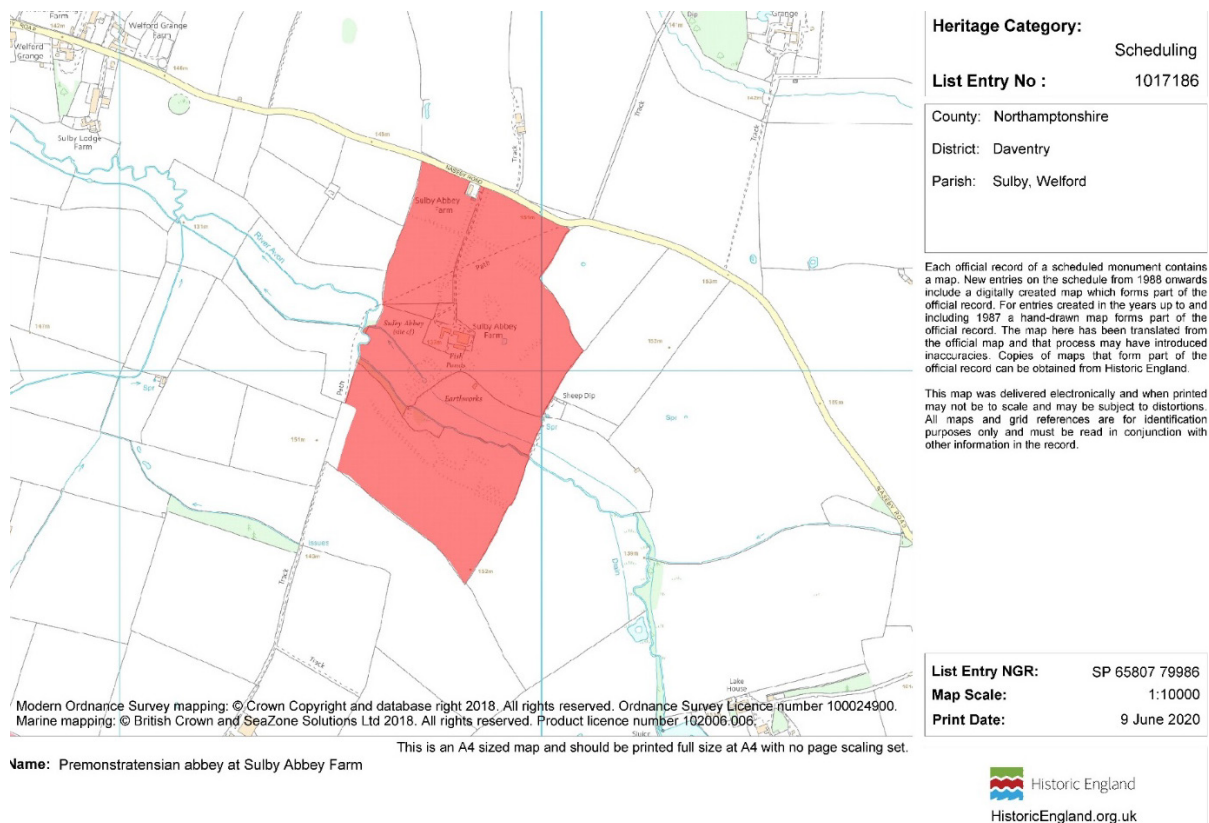 Heritage Category:
Scheduling
List Entry No :
1017186
County: Northamptonshire
District: Daventry
Parish: Sulby, Welford
Each official record of a scheduled monument contains
a map. New entries on the schedule from 1988 onwards
include a digitally created map which forms part of the
official record. For entries created in the years up to and
including 1987 a hand-drawn map forms part of the
official record. The map here has been translated from
the official map and that process may have introduced
inaccuracies. Copies of maps that form part of the
official record can be obtained from Historic England.
This map was delivered electronically and when printed
may not be to scale and may be subject to distortions.
All maps and grid references are for identification
purposes only and must be read in conjunction with
other information in the record.
List Entry NGR: SP 65807 79986
Map Scale: 1:10000
Print Date: 9 June 2020
Historic England
HistoricEngland.org.uk
Welford Grange
Farm
Welford
Grange
Sulby Lodge
Farm
Dip
Grange
Track
Track
Track
NASEBY ROAD
Sulby Abbey
Farm
Path
River Avon
Sulby Abbey
(site of)
Sulby Abbey
Farm
Fish
Ponds
Earthworks
Sheep Dip
Spr
Spr
Spr
Path
Issues
Drain
Track
Track
NASEBY ROAD
Lake
House
Modern Ordnance Survey mapping: © Crown Copyright and database right 2018. All rights reserved. Ordnance Survey Licence number 100024900.
Marine mapping: © British Crown and SeaZone Solutions Ltd 2018. All rights reserved. Product licence number 102006.006.
This is an A4 sized map and should be printed full size at A4 with no page scaling set.
Name: Premonstratensian abbey at Sulby Abbey Farm